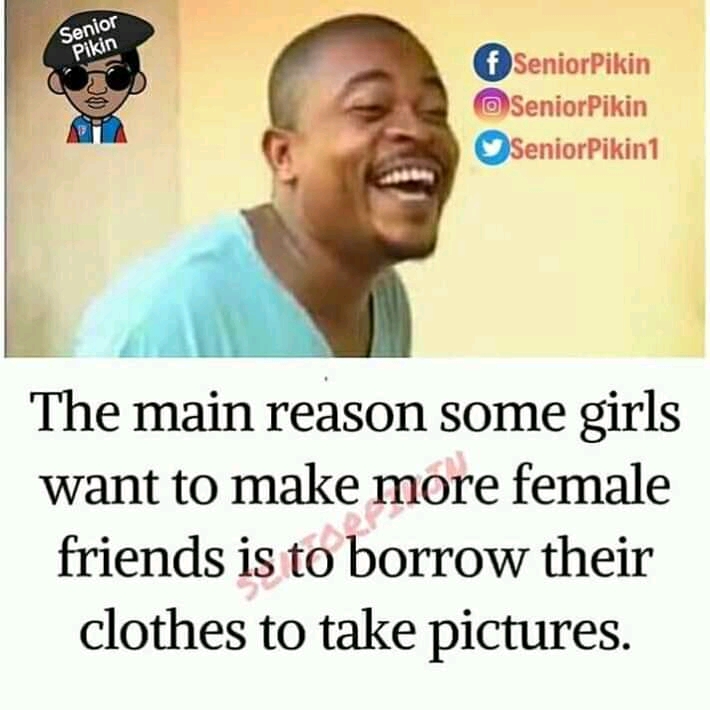 Senior
Pikin
SeniorPikin
SeniorPikin
SeniorPikin1
The main reason some girls
want to make more female
friends is to borrow their
clothes to take pictures.
SENIORPIKIN